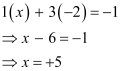 1(x) + 3(−2) = −1
⇒ x − 6 = −1
⇒ x = +5